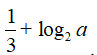 1/3 + log₂ a .